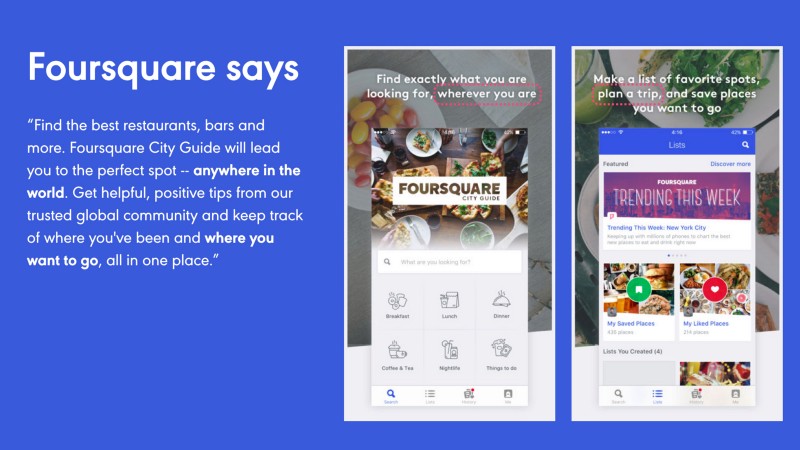 Foursquare says
“Find the best restaurants, bars and
more. Foursquare City Guide will lead
you to the perfect spot -- anywhere in the
world. Get helpful, positive tips from our
trusted global community and keep track
of where you've been and where you
want to go, all in one place.”
Find exactly what you are
looking for, wherever you are
42%
FOURSQUARE
CITY GUIDE
What are you looking for?
Breakfast
Lunch
Dinner
Coffee & Tea
Nightlife
Things to do
Search
Lists
History
Me
Make a list of favorite spots,
plan a trip, and save places
you want to go
4:16
42%
Lists
Featured
Discover more
FOURSQUARE
TRENDING THIS WEEK
Trending This Week: New York City
Keeping up with millions of phones to chart the best
new places to eat and drink right now
My Saved Places
My Liked Places
214 places
Lists You Created (4)
Search
Lists
History
Me